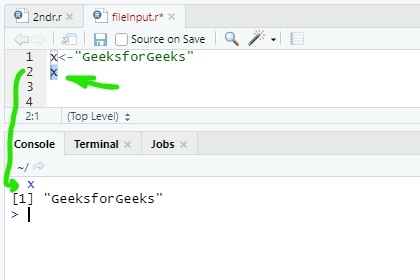 2ndr.r fileInput.r*
Source on Save
1 x<-"GeeksforGeeks"
2 x
3
4
2:1 (Top Level)
Console Terminal Jobs
~/
x
[1] "GeeksforGeeks"
>